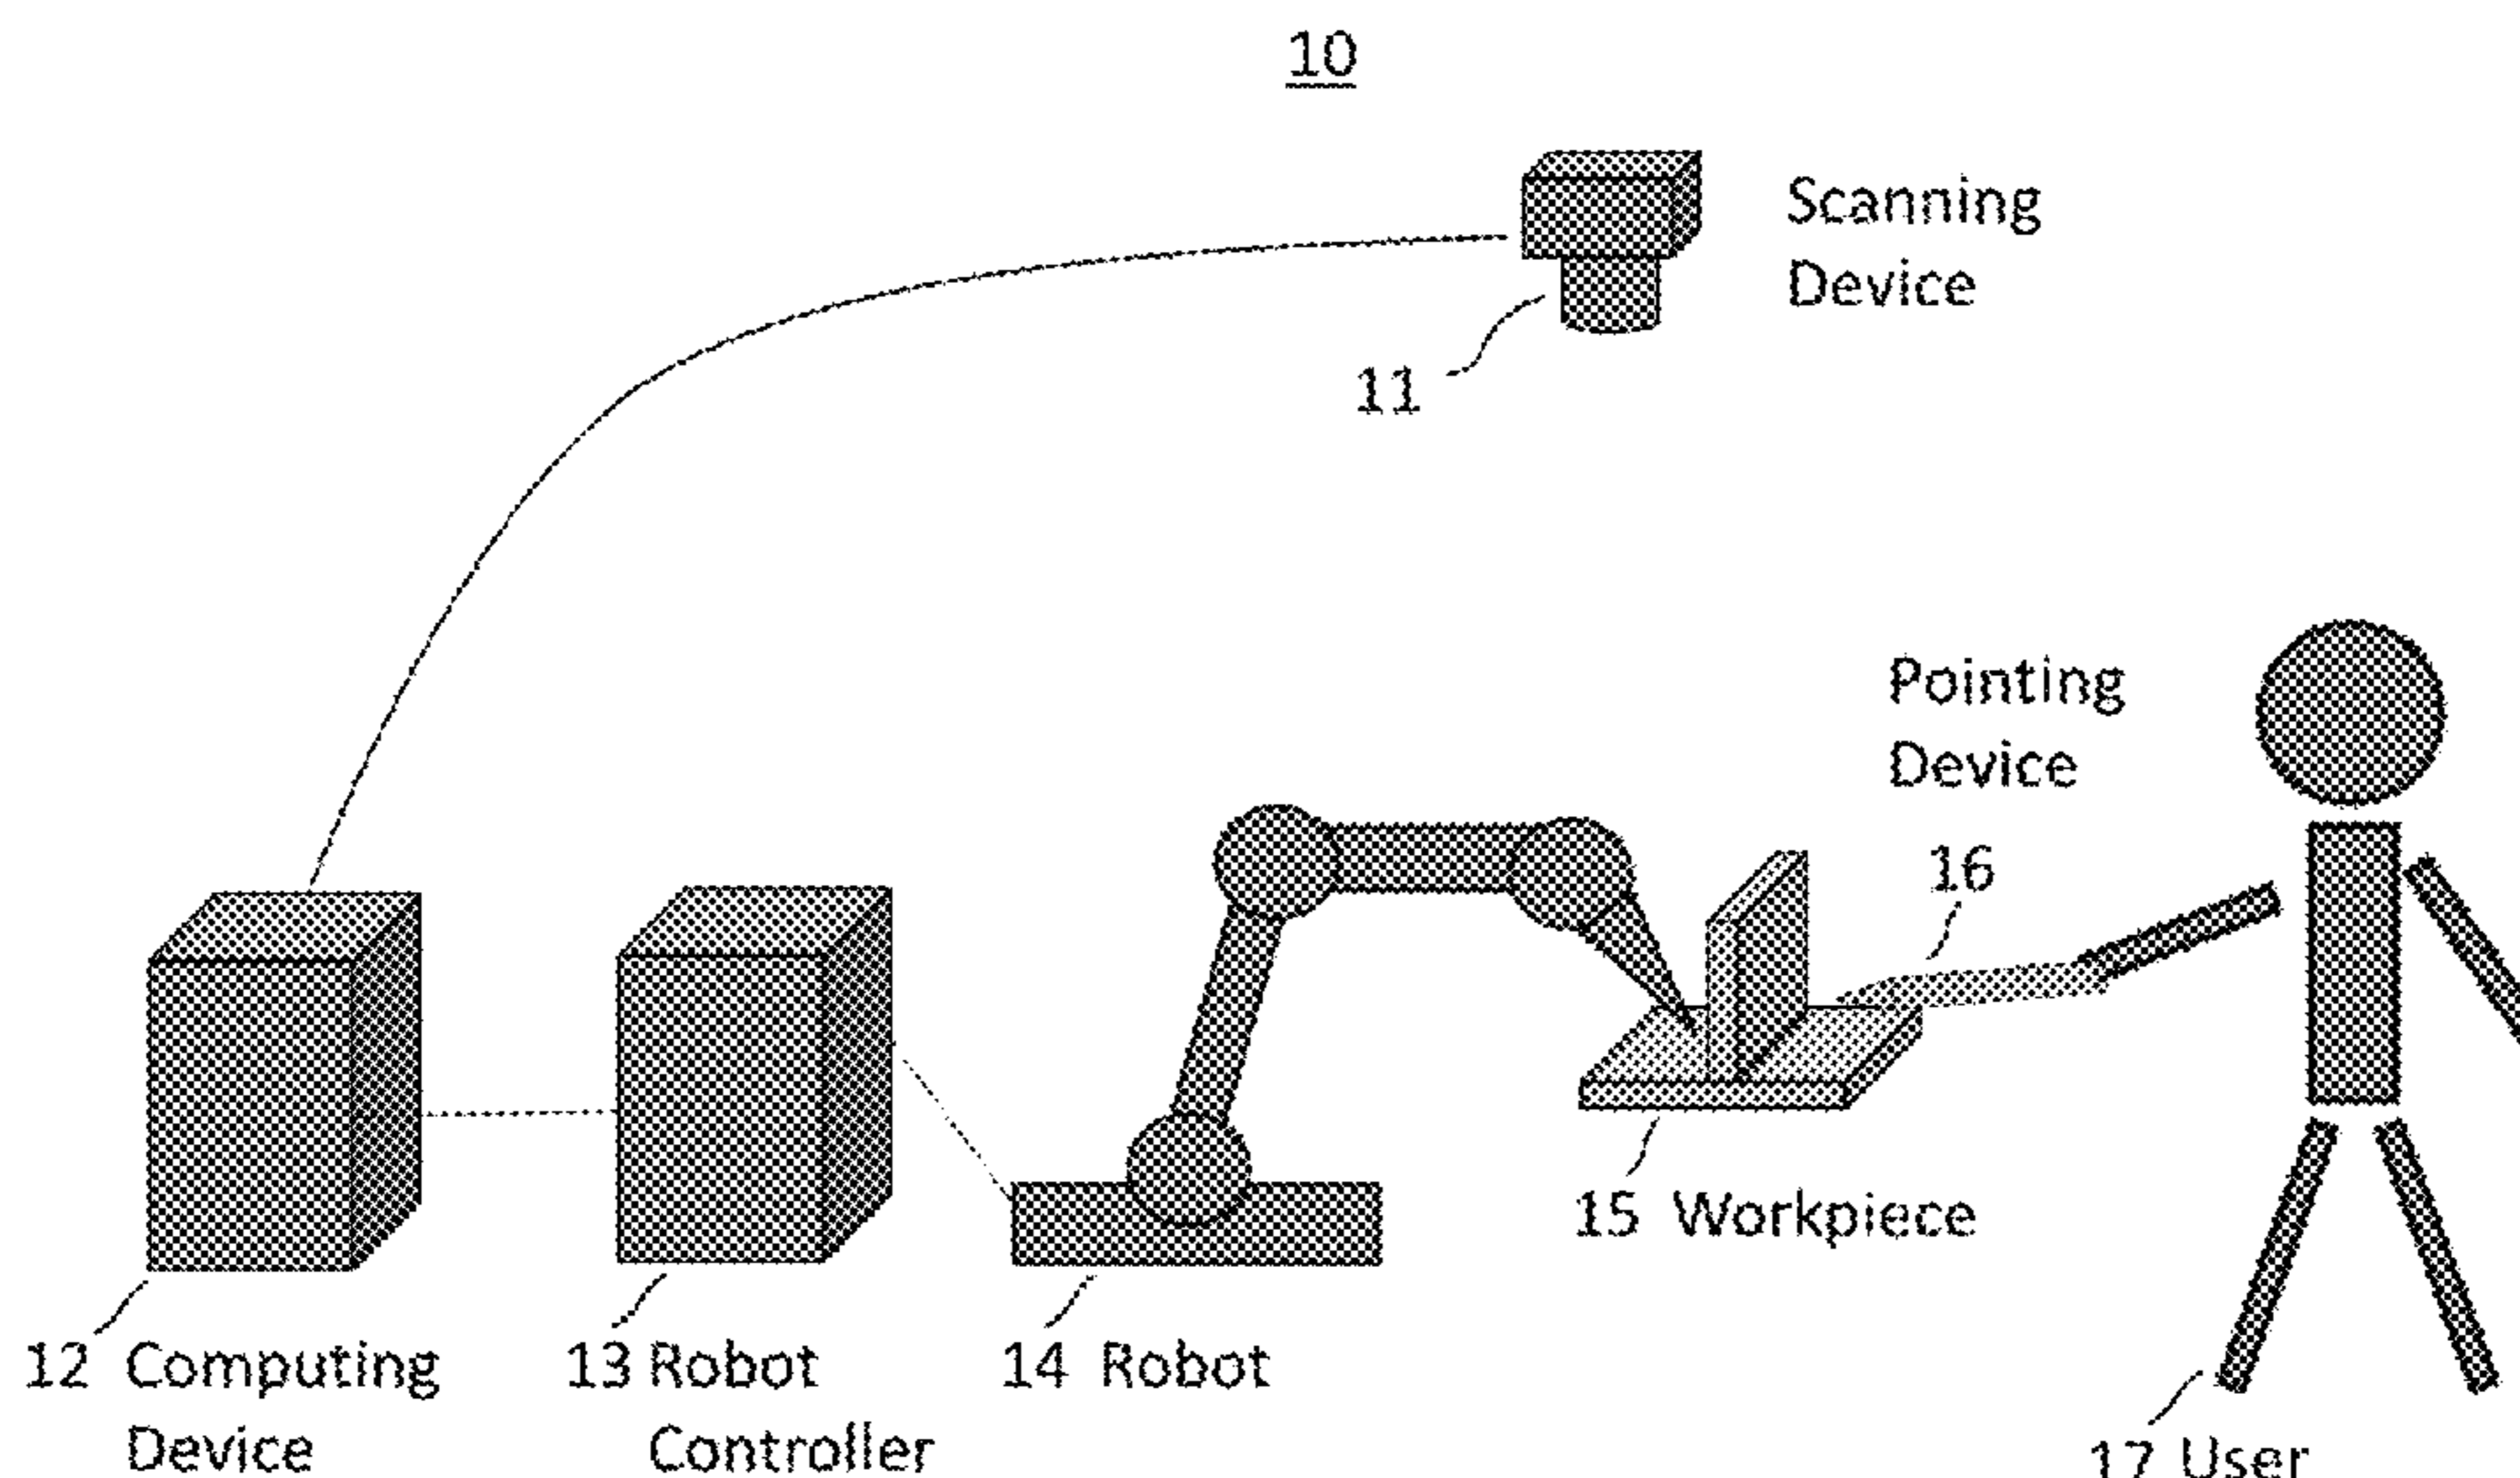 10
Scanning
Device
11
Pointing
Device
16
15 Workpiece
12 Computing
Device
13 Robot
Controller
14 Robot
17 User